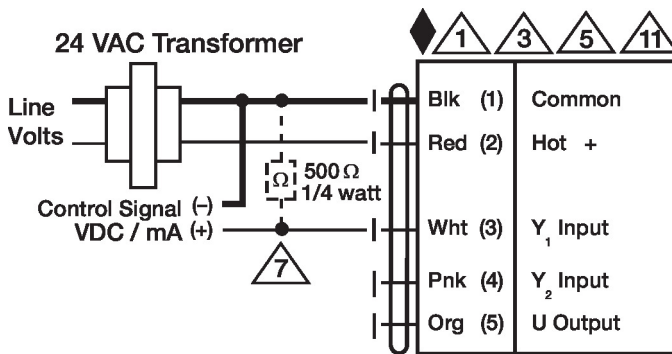 1 3 5 11
24 VAC Transformer
Line
Volts
Blk (1) Common
Red (2) Hot +
Ω 500 Ω
1/4 watt
Control Signal (–)
VDC / mA (+)
Wht (3) Y₁ Input
7
Pnk (4) Y₂ Input
Org (5) U Output